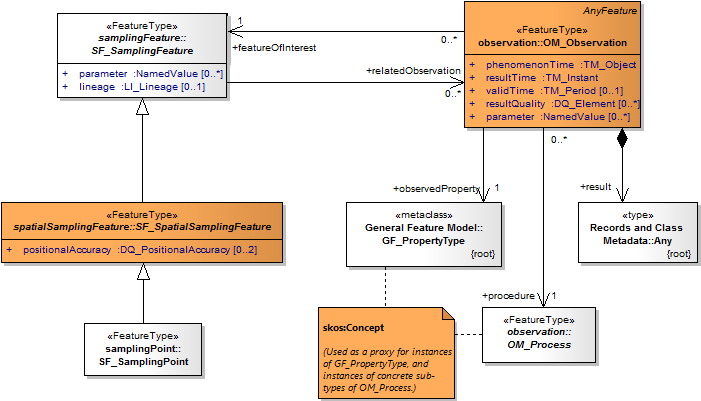 «FeatureType»
samplingFeature::
SF_SamplingFeature
+ parameter :NamedValue [0..*]
+ lineage :LI_Lineage [0..1]
1
+featureOfInterest
0..*
+relatedObservation
0..*
AnyFeature
«FeatureType»
observation::OM_Observation
+ phenomenonTime :TM_Object
+ resultTime :TM_Instant
+ validTime :TM_Period [0..1]
+ resultQuality :DQ_Element [0..*]
+ parameter :NamedValue [0..*]
0..*
+observedProperty 1
+result
«FeatureType»
spatialSamplingFeature::SF_SpatialSamplingFeature
+ positionalAccuracy :DQ_PositionalAccuracy [0..2]
«metaclass»
General Feature Model::
GF_PropertyType
{root}
«type»
Records and Class
Metadata::Any
{root}
+procedure 1
«FeatureType»
samplingPoint::
SF_SamplingPoint
skos:Concept
(Used as a proxy for instances
of GF_PropertyType, and
instances of concrete sub-
types of OM_Process.)
«FeatureType»
observation::
OM_Process